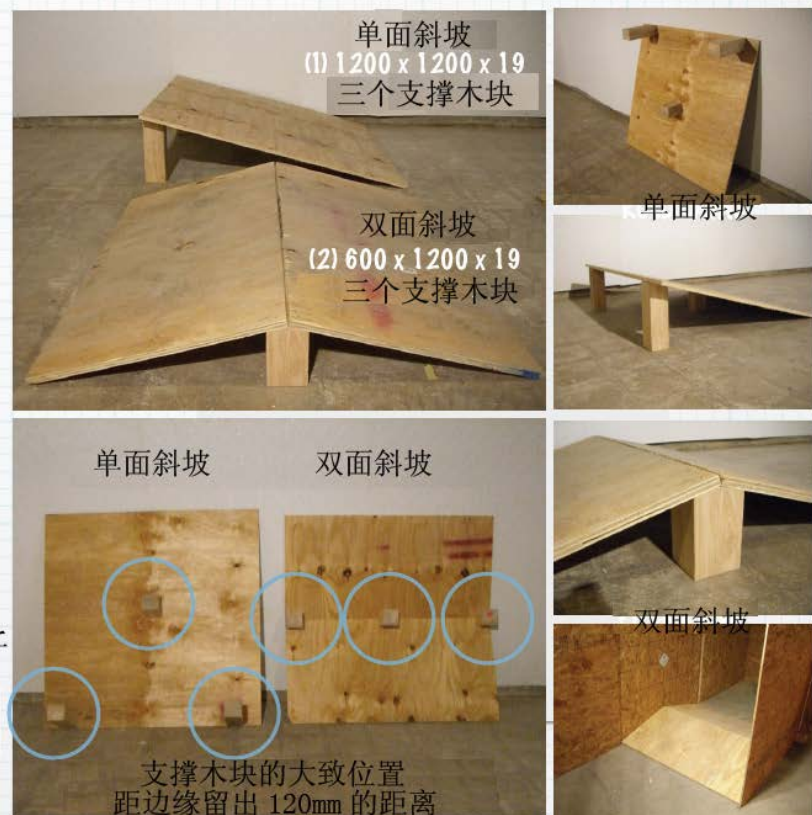 单面斜坡
(1) 1200 x 1200 x 19
三个支撑木块
双面斜坡
(2) 600 x 1200 x 19
三个支撑木块
单面斜坡
单面斜坡
双面斜坡
支撑木块的大致位置
距边缘留出 120mm 的距离
双面斜坡